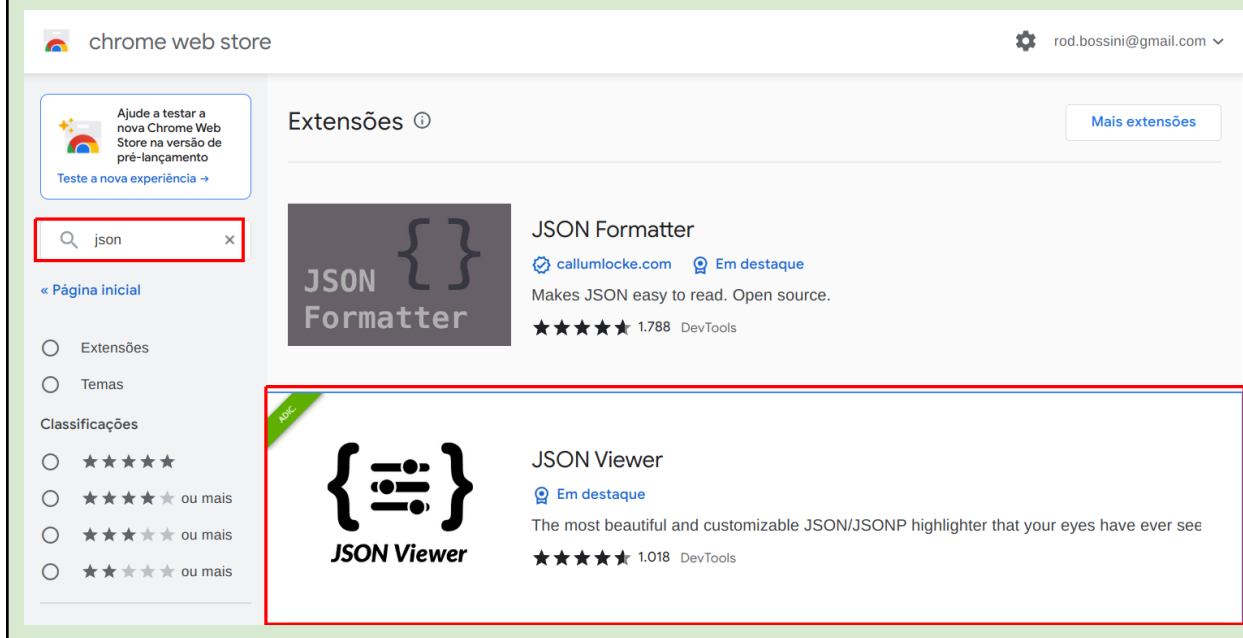 chrome web store
rod.bossini@gmail.com
Ajude a testar a
nova Chrome Web
Store na versão de
pré-lançamento
Teste a nova experiência →
json
×
« Página inicial
Extensões
Temas
Classificações
ou mais
ou mais
ou mais
Extensões
Mais extensões
{}
JSON
Formatter
JSON Formatter
callumlocke.com Em destaque
Makes JSON easy to read. Open source.
1.788 DevTools
ADIC.
{ }
JSON Viewer
JSON Viewer
Em destaque
The most beautiful and customizable JSON/JSONP highlighter that your eyes have ever see
1.018 DevTools